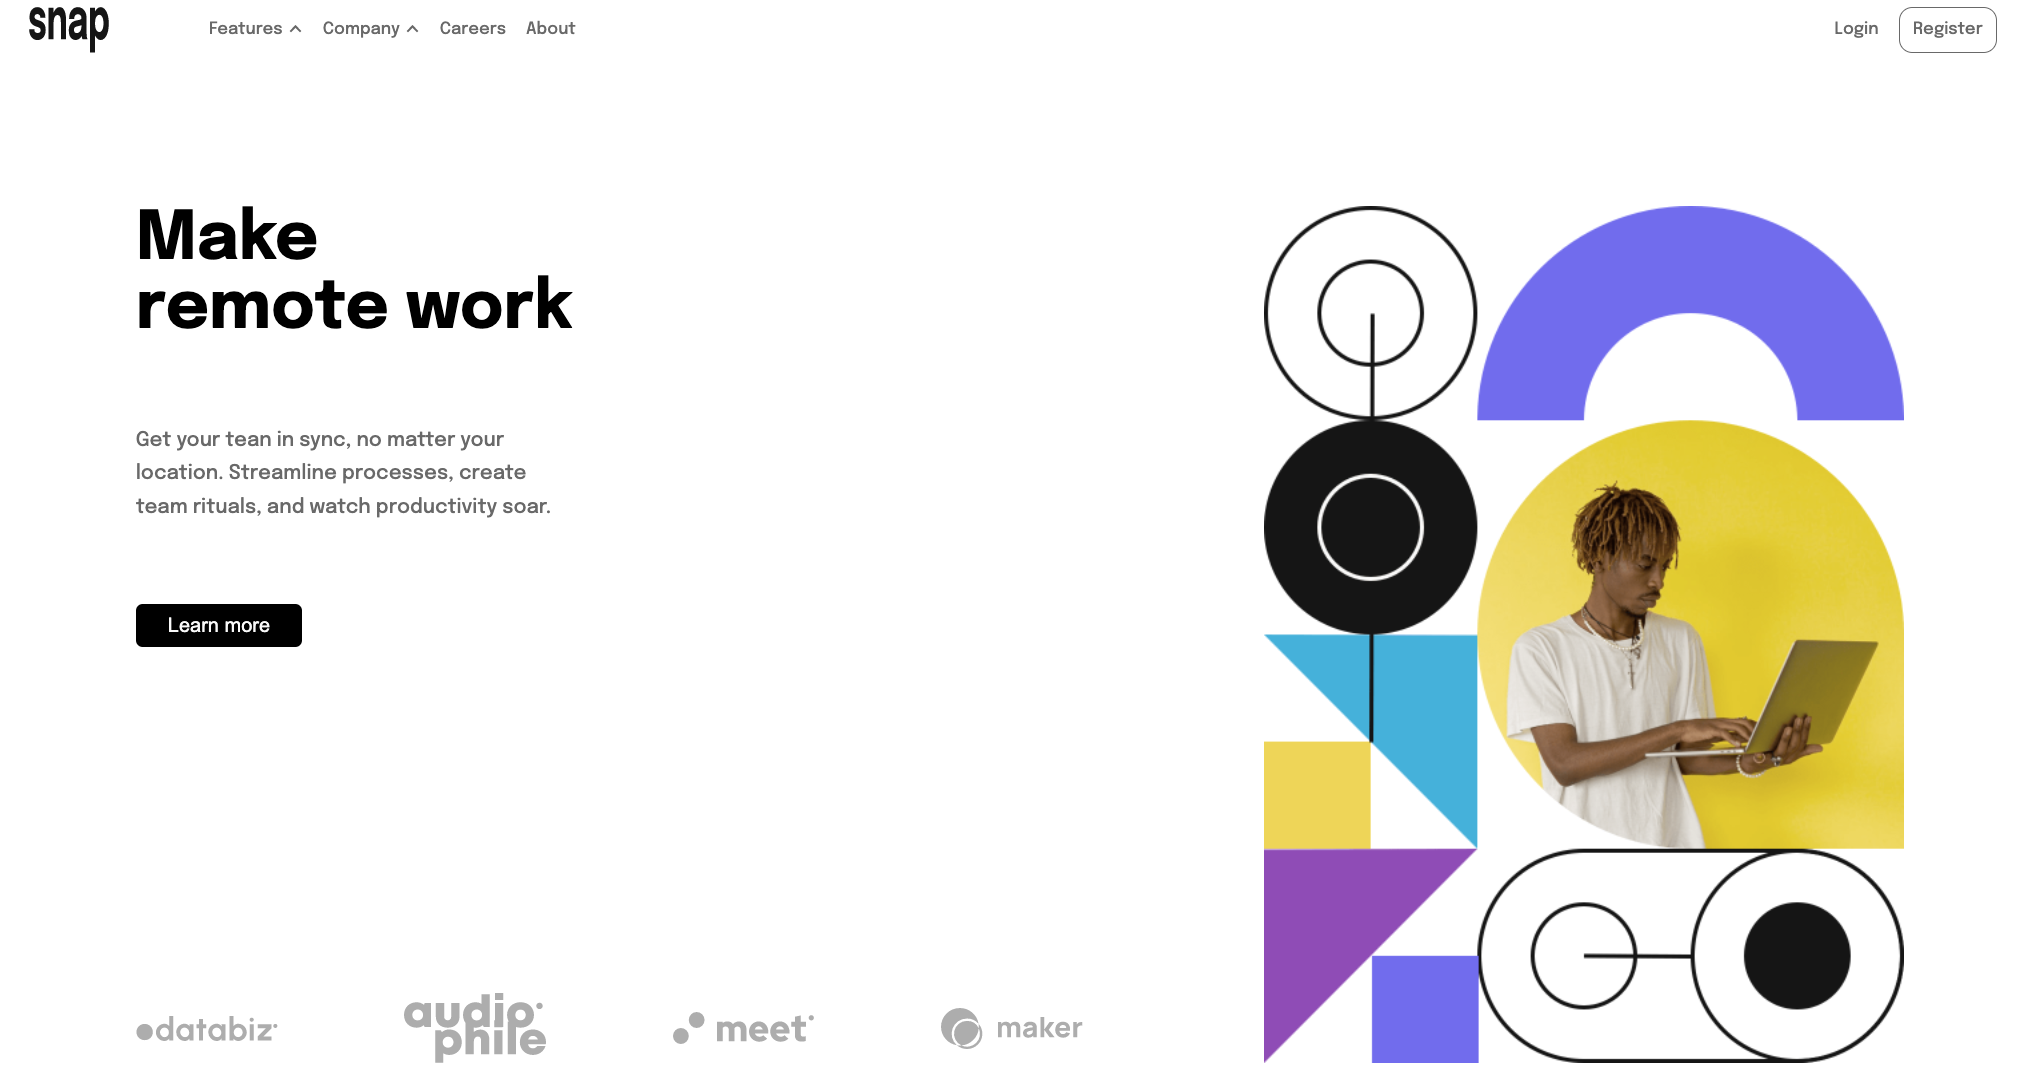 snap
Features
Company
Careers
About
Login
Register
Make
remote work
Get your tean in sync, no matter your
location. Streamline processes, create
team rituals, and watch productivity soar.
Learn more
databiz
audio
phile
meet
maker